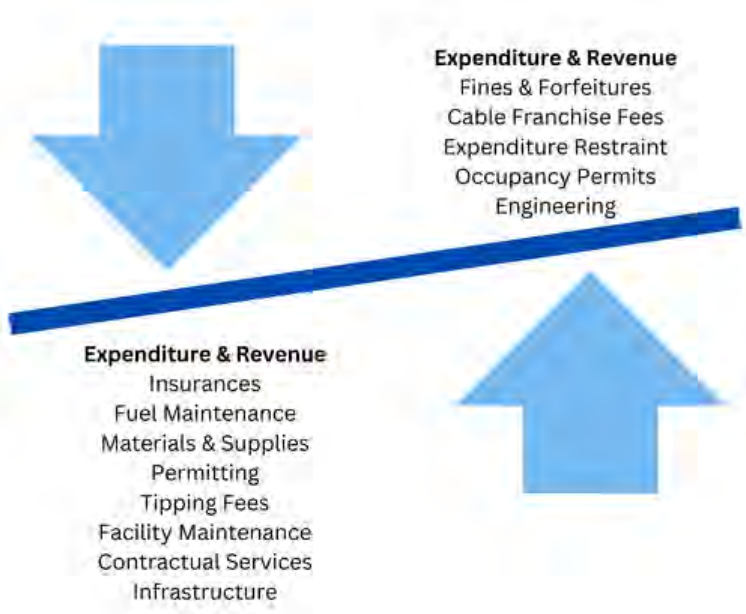 Expenditure & Revenue
Fines & Forfeitures
Cable Franchise Fees
Expenditure Restraint
Occupancy Permits
Engineering
Expenditure & Revenue
Insurances
Fuel Maintenance
Materials & Supplies
Permitting
Tipping Fees
Facility Maintenance
Contractual Services
Infrastructure